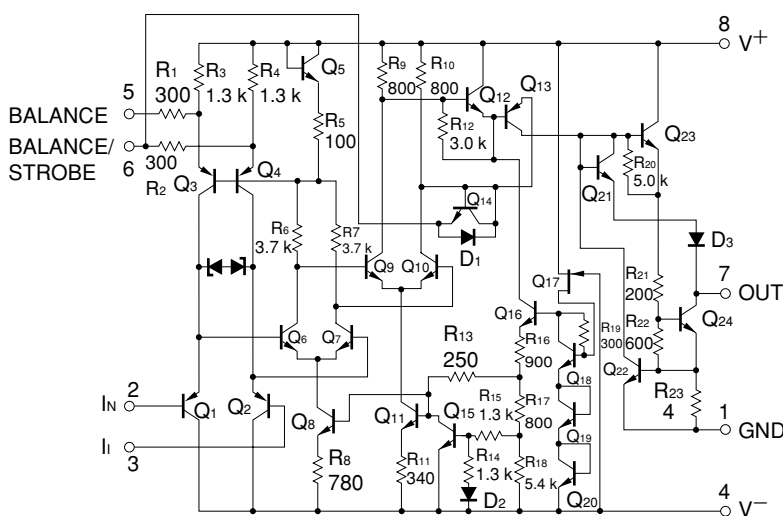 8 V+
R1
300
R3
1.3 k
R4
1.3 k
Q5
R9
800
R10
800
Q12
Q13
BALANCE 5
BALANCE/
STROBE 6
300
R2
R5
100
R12
3.0 k
Q23
R20
5.0 k
Q21
Q3
Q4
Q14
D1
D3
R6
3.7 k
R7
3.7 k
Q9
Q10
Q17
7 OUT
R21
200
Q24
Q6
Q7
Q16
R16
900
R19
300
R22
600
Q22
R13
250
Q18
R23
4
2 IN
Q1
Q2
Q8
Q11
Q15
R15
1.3 k
R17
800
1 GND
II
3
Q19
R8
780
R11
340
R14
1.3 k
R18
5.4 k
D2
Q20
4 V−